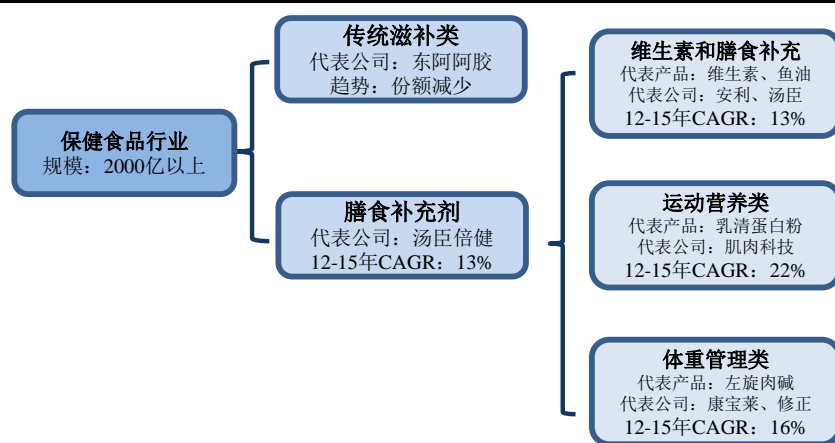 保健食品行业
规模：2000亿以上
传统滋补类
代表公司：东阿阿胶
趋势：份额减少
膳食补充剂
代表公司：汤臣倍健
12-15年CAGR：13%
维生素和膳食补充
代表产品：维生素、鱼油
代表公司：安利、汤臣
12-15年CAGR：13%
运动营养类
代表产品：乳清蛋白粉
代表公司：肌肉科技
12-15年CAGR：22%
体重管理类
代表产品：左旋肉碱
代表公司：康宝莱、修正
12-15年CAGR：16%